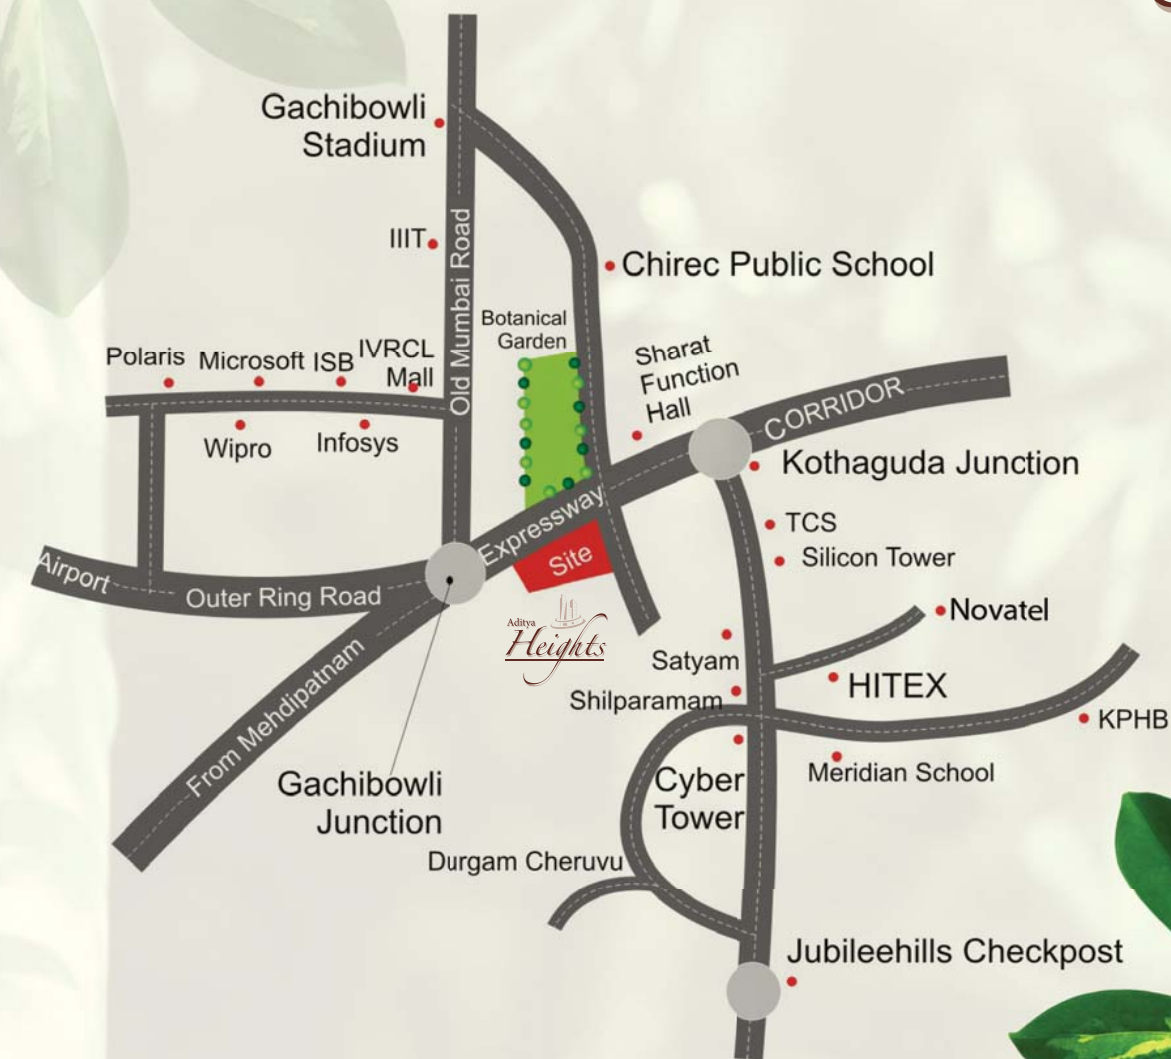 Gachibowli
Stadium
IIIT
Old Mumbai Road
Chirec Public School
Botanical
Garden
Sharat
Function
Hall
Polaris
Microsoft
ISB
IVRCL
Mall
Wipro
Infosys
CORRIDOR
Kothaguda Junction
Expressway
TCS
Silicon Tower
Site
Airport
Outer Ring Road
Novatel
Aditya
Heights
Satyam
HITEX
Shilparamam
From Mehdipatnam
KPHB
Gachibowli
Junction
Cyber
Tower
Meridian School
Durgam Cheruvu
Jubileehills Checkpost